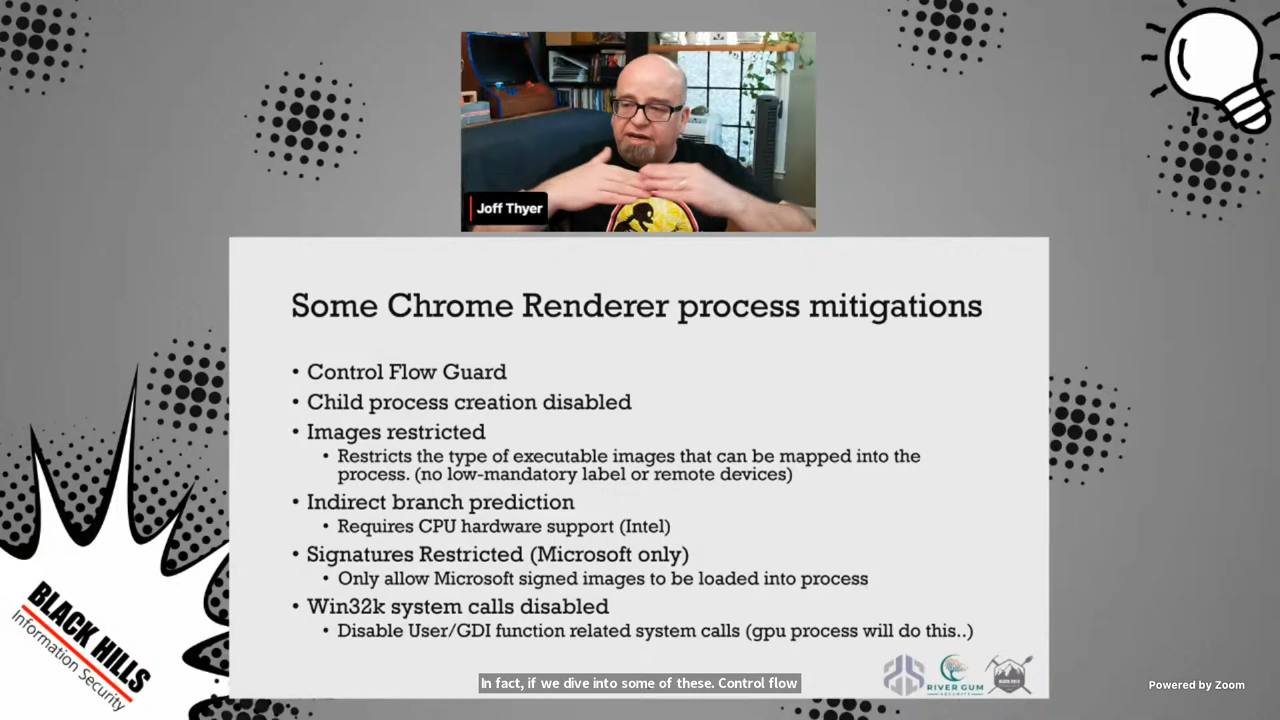 Joff Thyer
Some Chrome Renderer process mitigations
• Control Flow Guard
• Child process creation disabled
• Images restricted
• Restricts the type of executable images that can be mapped into the
process. (no low-mandatory label or remote devices)
• Indirect branch prediction
• Requires CPU hardware support (Intel)
• Signatures Restricted (Microsoft only)
• Only allow Microsoft signed images to be loaded into process
• Win32k system calls disabled
• Disable User/GDI function related system calls (gpu process will do this..)
BLACK HILLS
Information Security
In fact, if we dive into some of these. Control flow
RIVER GUM
SECURITY
Powered by Zoom